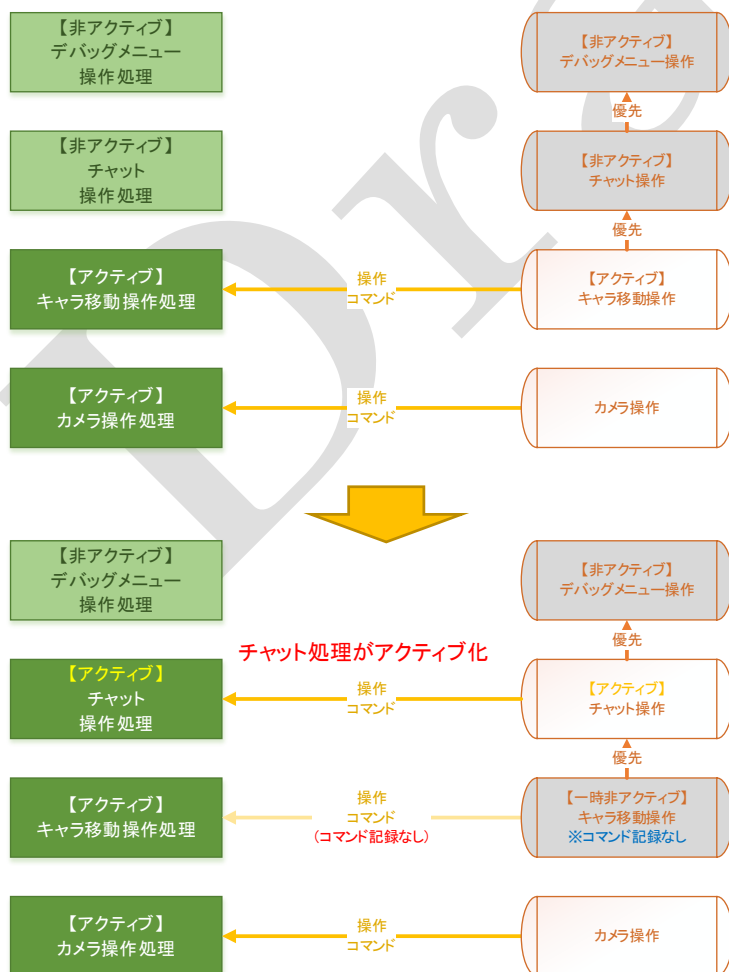 【非アクティブ】
デバッグメニュー
操作処理
【非アクティブ】
デバッグメニュー操作
優先
【非アクティブ】
チャット
操作処理
【非アクティブ】
チャット操作
優先
【アクティブ】
キャラ移動操作処理
操作
コマンド
【アクティブ】
キャラ移動操作
【アクティブ】
カメラ操作処理
操作
コマンド
カメラ操作
【非アクティブ】
デバッグメニュー
操作処理
【非アクティブ】
デバッグメニュー操作
優先
チャット処理がアクティブ化
【アクティブ】
チャット
操作処理
操作
コマンド
【アクティブ】
チャット操作
優先
【アクティブ】
キャラ移動操作処理
操作
コマンド
(コマンド記録なし)
【一時非アクティブ】
キャラ移動操作
※コマンド記録なし
【アクティブ】
カメラ操作処理
操作
コマンド
カメラ操作